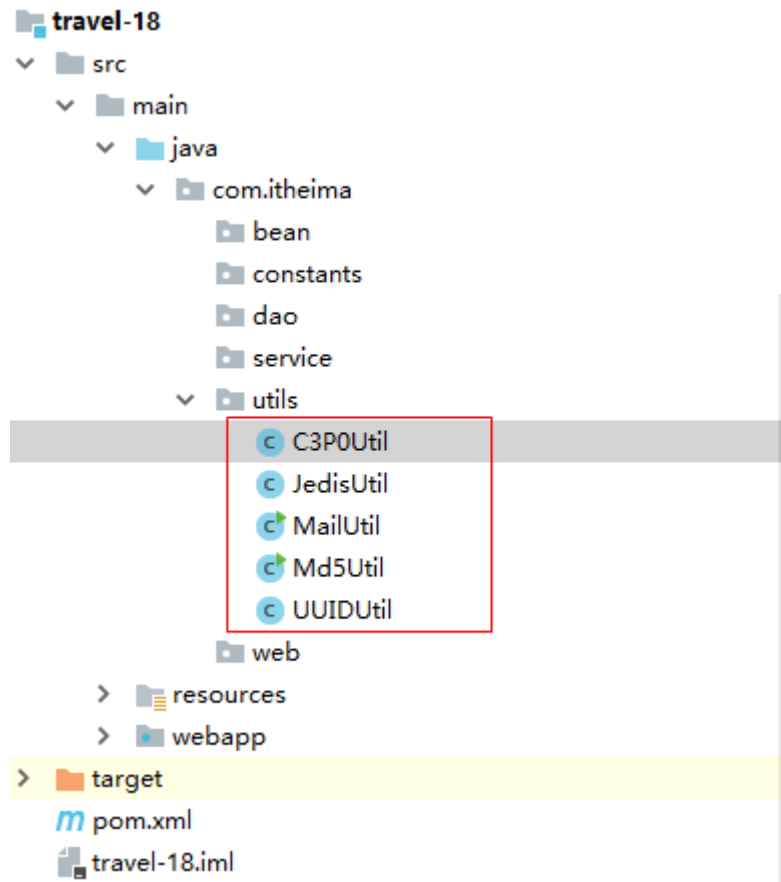 travel-18
src
main
java
com.itheima
bean
constants
dao
service
utils
C3P0Util
JedisUtil
MailUtil
Md5Util
UUIDUtil
web
resources
webapp
target
pom.xml
travel-18.iml